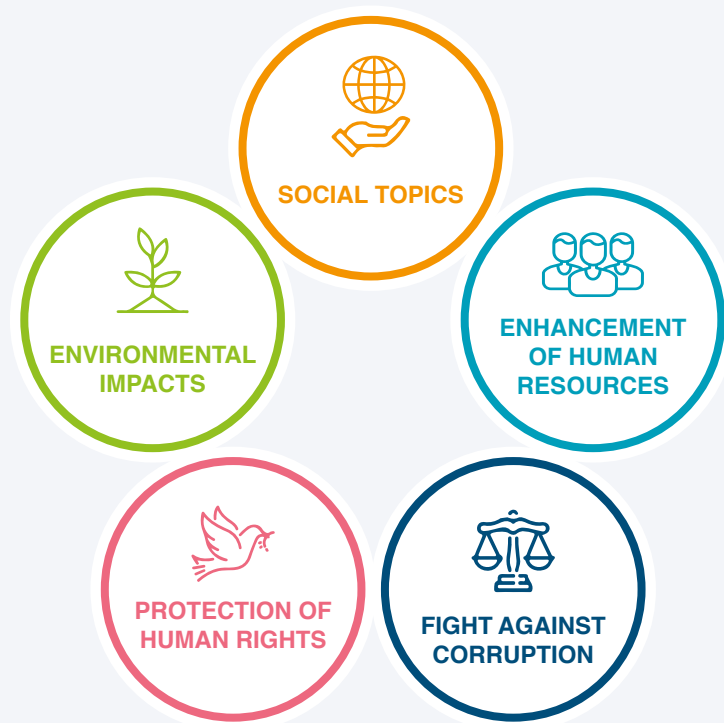 SOCIAL TOPICS
ENVIRONMENTAL
IMPACTS
ENHANCEMENT
OF HUMAN
RESOURCES
PROTECTION OF
HUMAN RIGHTS
FIGHT AGAINST
CORRUPTION